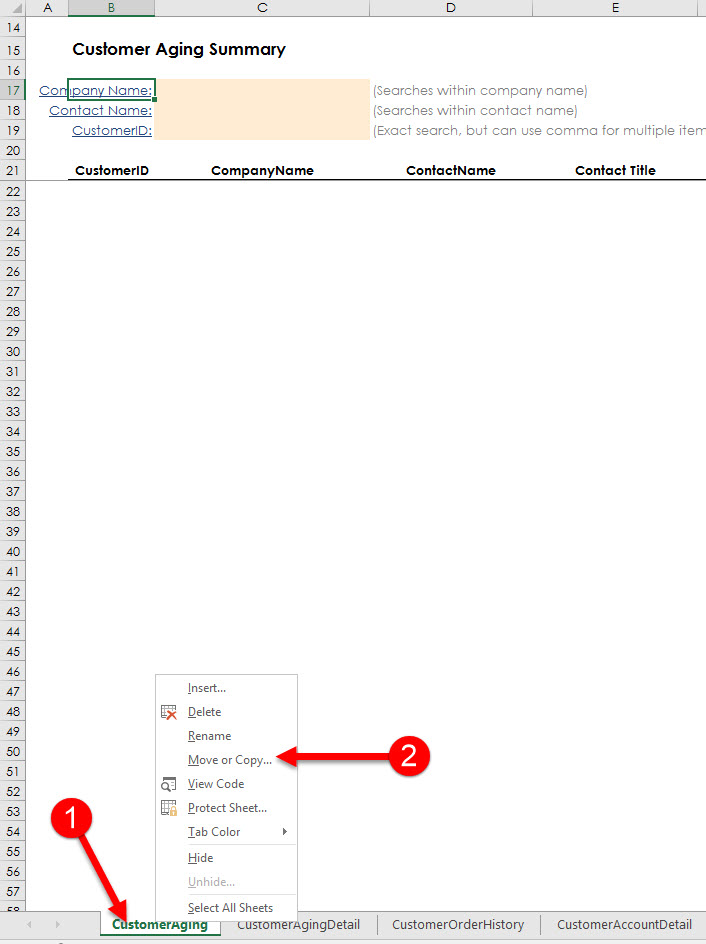 A B C D E
14
15 Customer Aging Summary
16
17 Company Name: (Searches within company name)
18 Contact Name: (Searches within contact name)
19 CustomerID: (Exact search, but can use comma for multiple item
20
21 CustomerID CompanyName ContactName Contact Title
22
23
24
25
26
27
28
29
30
31
32
33
34
35
36
37
38
39
40
41
42
43
44
45
46
47 Insert...
48 Delete
49 Rename
50 Move or Copy... 2
51
52 View Code
53 Protect Sheet... 1
54 Tab Color
55 Hide
56 Unhide...
57 Select All Sheets
58
CustomerAging CustomerAgingDetail CustomerOrderHistory CustomerAccountDetail